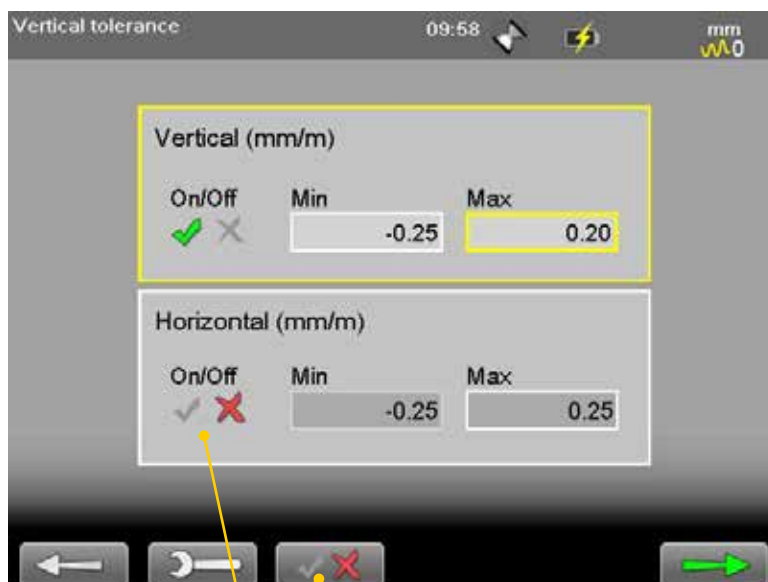 Vertical tolerance 09:58 mm
0
Vertical (mm/m)
On/Off Min Max
-0.25 0.20
Horizontal (mm/m)
On/Off Min Max
-0.25 0.25